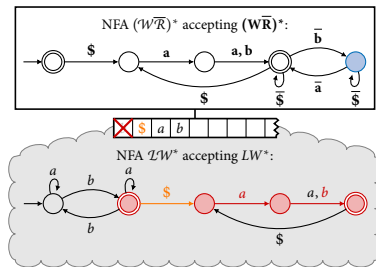 NFA (𝒲ℛ̅)* accepting (WR̅)*:
$ a a, b b̅
$ $̅ a̅ $̅
$ a b
NFA ℒ𝒲* accepting LW*:
a b a $ a a, b
b $